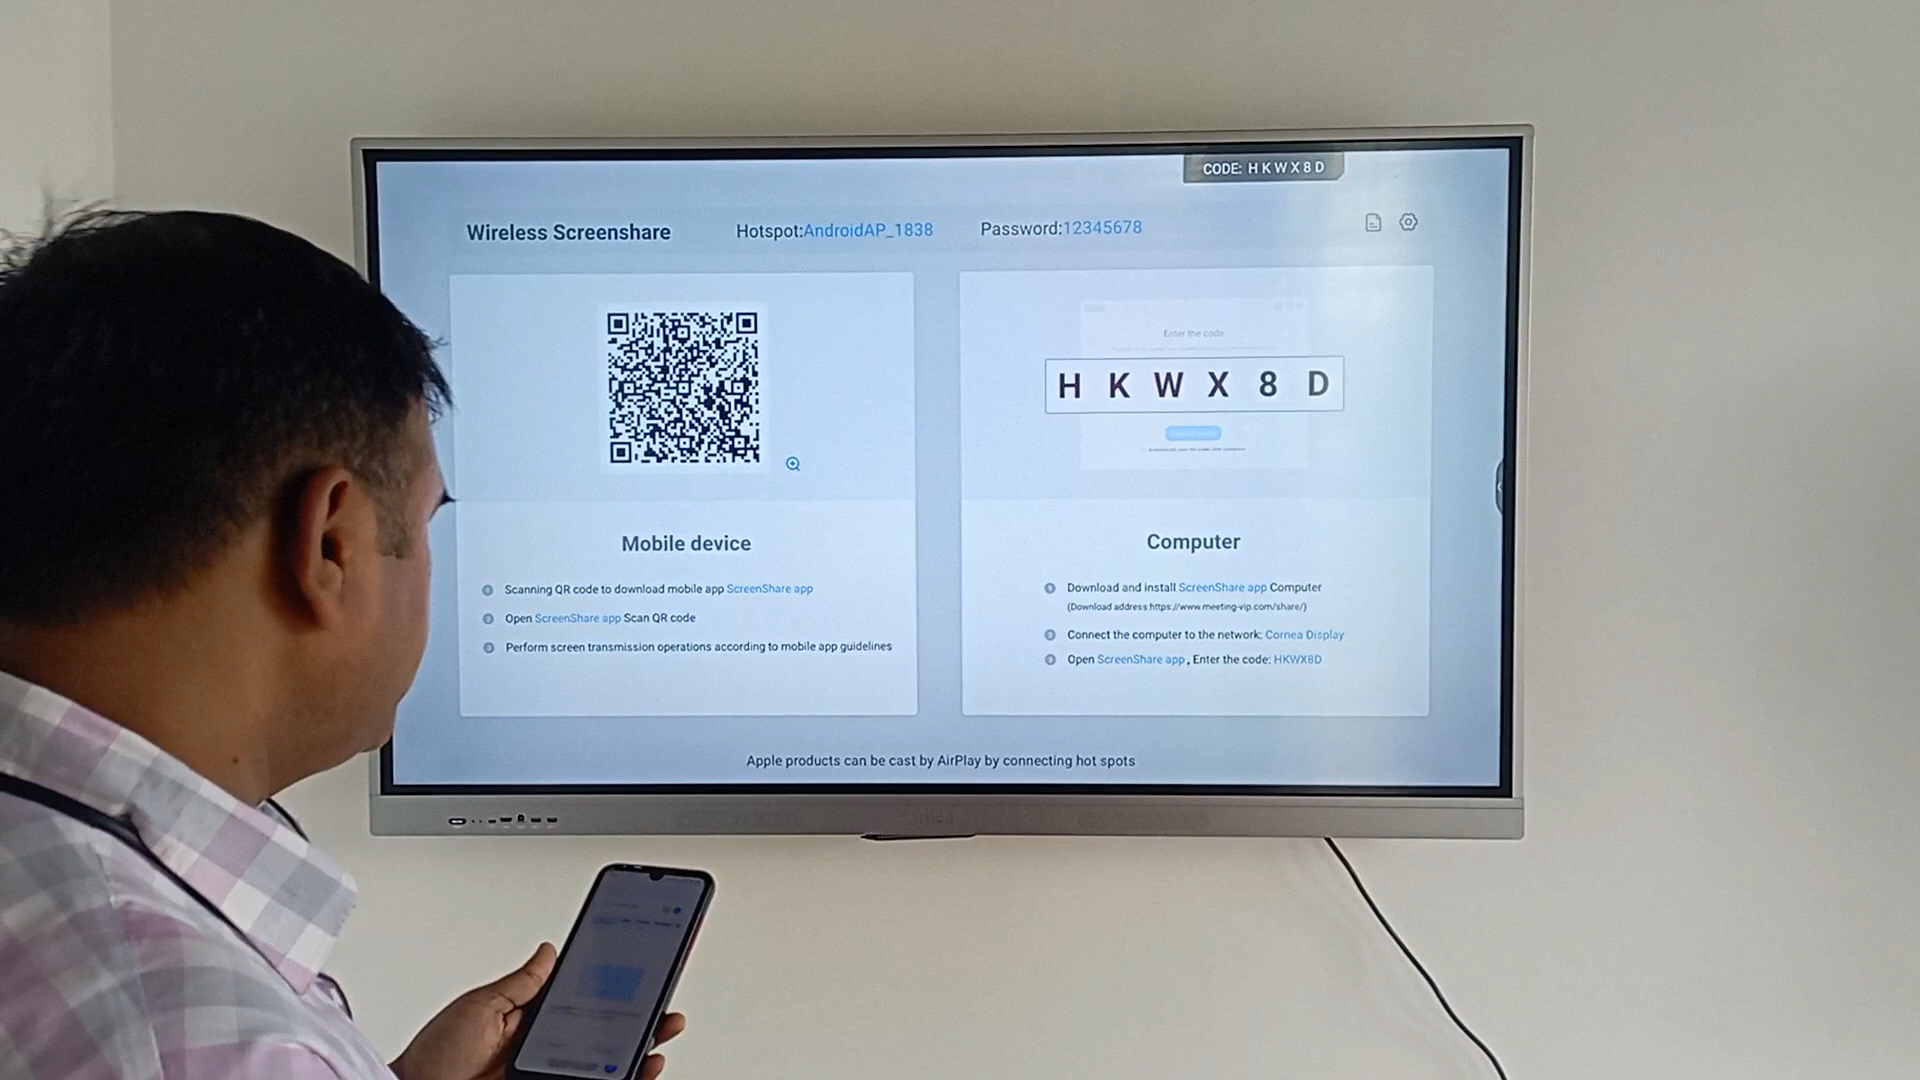 CODE: H K W X 8 D
Wireless Screenshare Hotspot:AndroidAP_1838 Password:12345678
Enter the code
H K W X 8 D
Mobile device
Scanning QR code to download mobile app ScreenShare app
Open ScreenShare app Scan QR code
Perform screen transmission operations according to mobile app guidelines
Computer
Download and install ScreenShare app Computer
(Download address:https://www.meeting-vip.com/share/)
Connect the computer to the network: Cornea Display
Open ScreenShare app , Enter the code: HKWX8D
Apple products can be cast by AirPlay by connecting hot spots